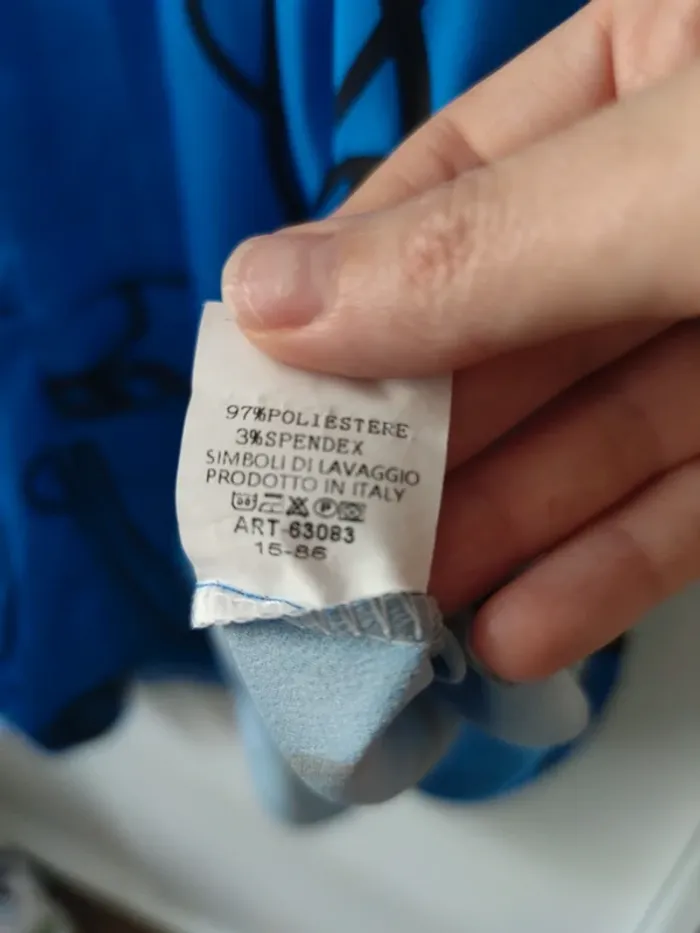 97%POLIESTERE
3%SPENDEX
SIMBOLI DI LAVAGGIO
PRODOTTO IN ITALY
ART-63083
15-86